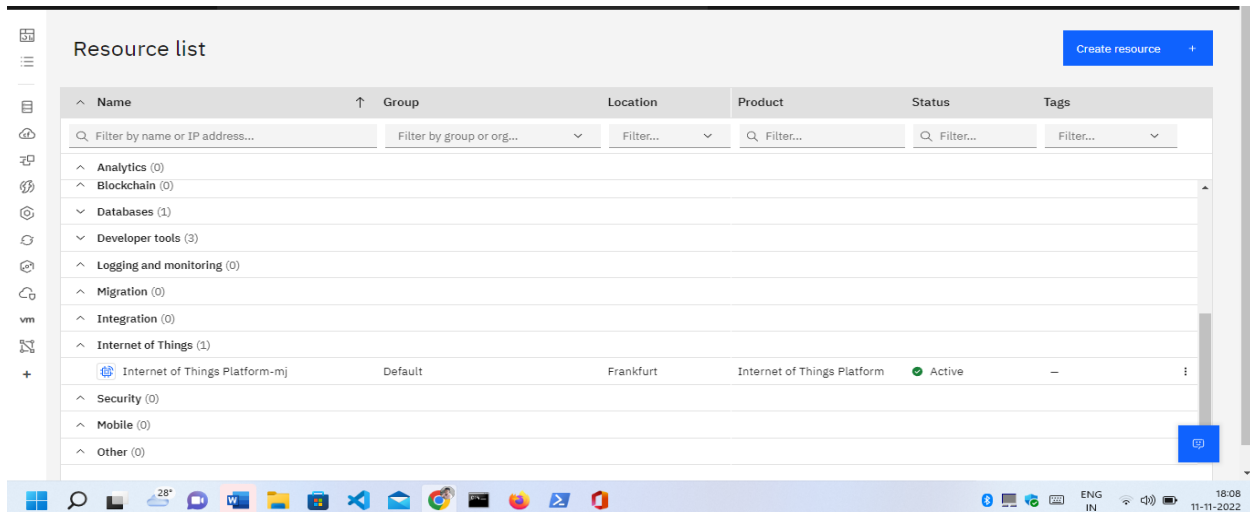 Resource list
Create resource +
Name Group Location Product Status Tags
Filter by name or IP address... Filter by group or org... Filter... Filter... Filter... Filter...
Analytics (0)
Blockchain (0)
Databases (1)
Developer tools (3)
Logging and monitoring (0)
Migration (0)
Integration (0)
Internet of Things (1)
Internet of Things Platform-mj Default Frankfurt Internet of Things Platform Active –
Security (0)
Mobile (0)
Other (0)
vm
+
28°
ENG
IN
18:08
11-11-2022